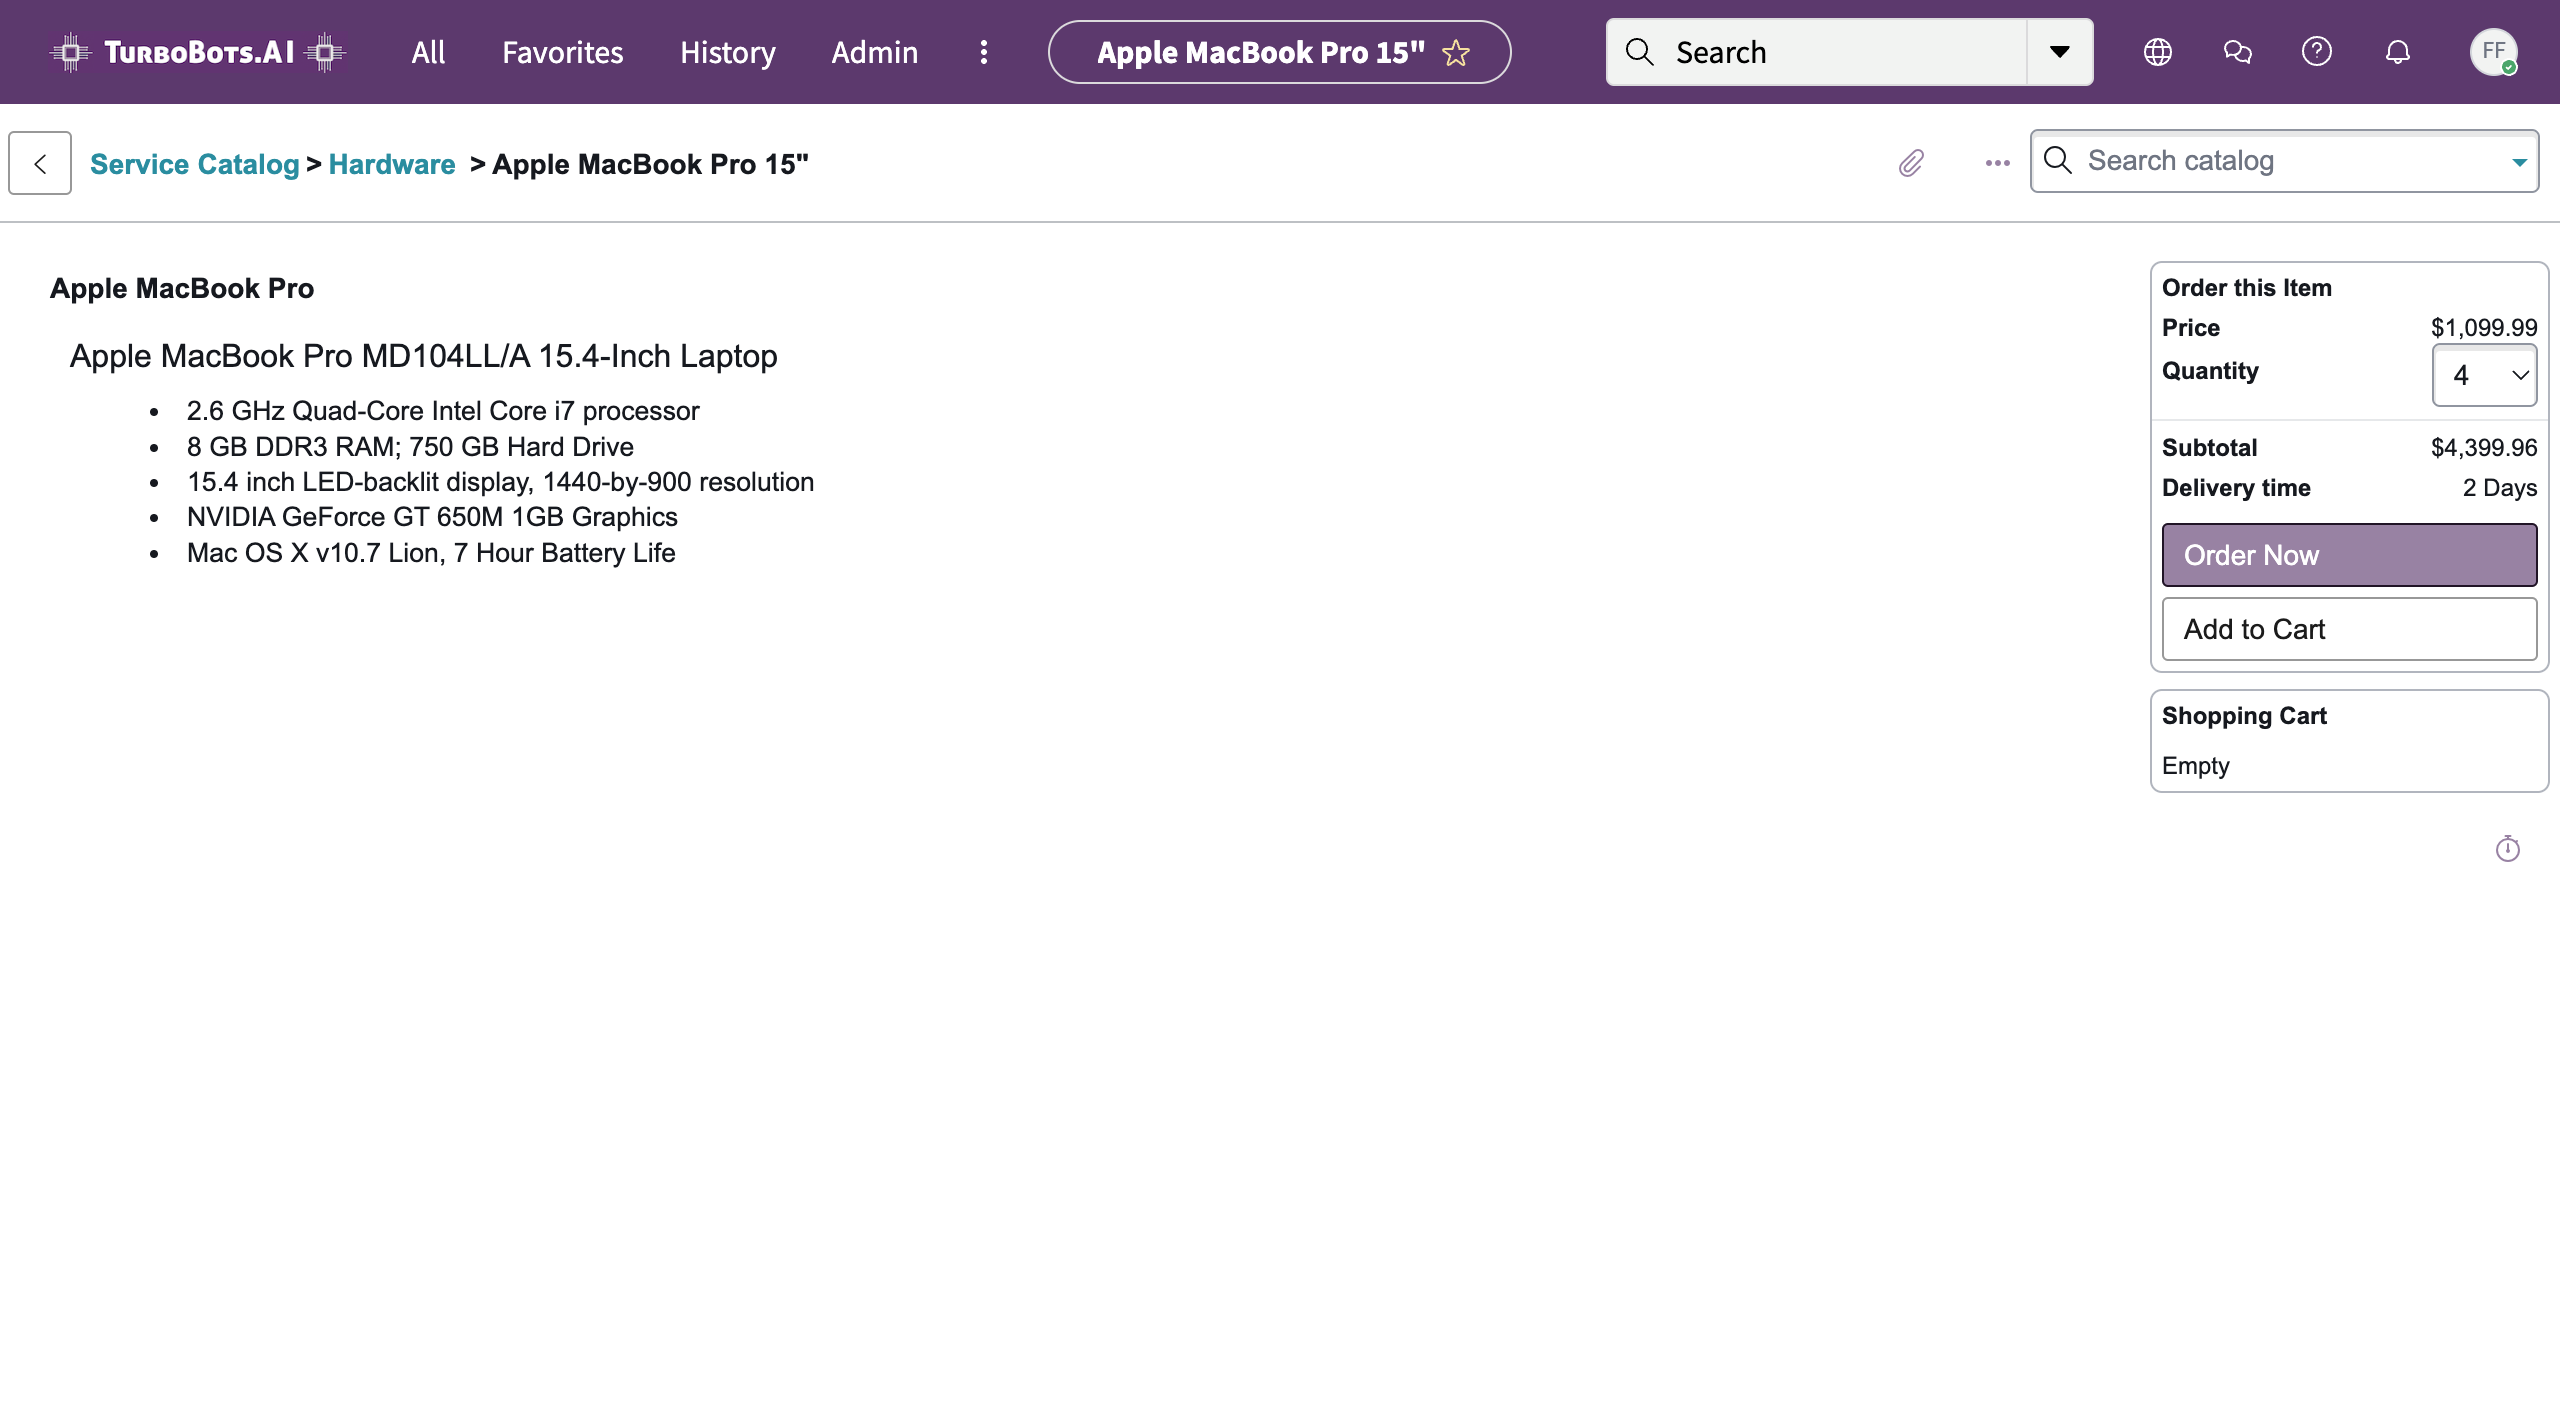 TURBOBOTS.AI All Favorites History Admin Apple MacBook Pro 15" Search FF
Service Catalog > Hardware > Apple MacBook Pro 15" Search catalog
Apple MacBook Pro
Apple MacBook Pro MD104LL/A 15.4-Inch Laptop
• 2.6 GHz Quad-Core Intel Core i7 processor
• 8 GB DDR3 RAM; 750 GB Hard Drive
• 15.4 inch LED-backlit display, 1440-by-900 resolution
• NVIDIA GeForce GT 650M 1GB Graphics
• Mac OS X v10.7 Lion, 7 Hour Battery Life
Order this Item
Price $1,099.99
Quantity 4
Subtotal $4,399.96
Delivery time 2 Days
Order Now
Add to Cart
Shopping Cart
Empty